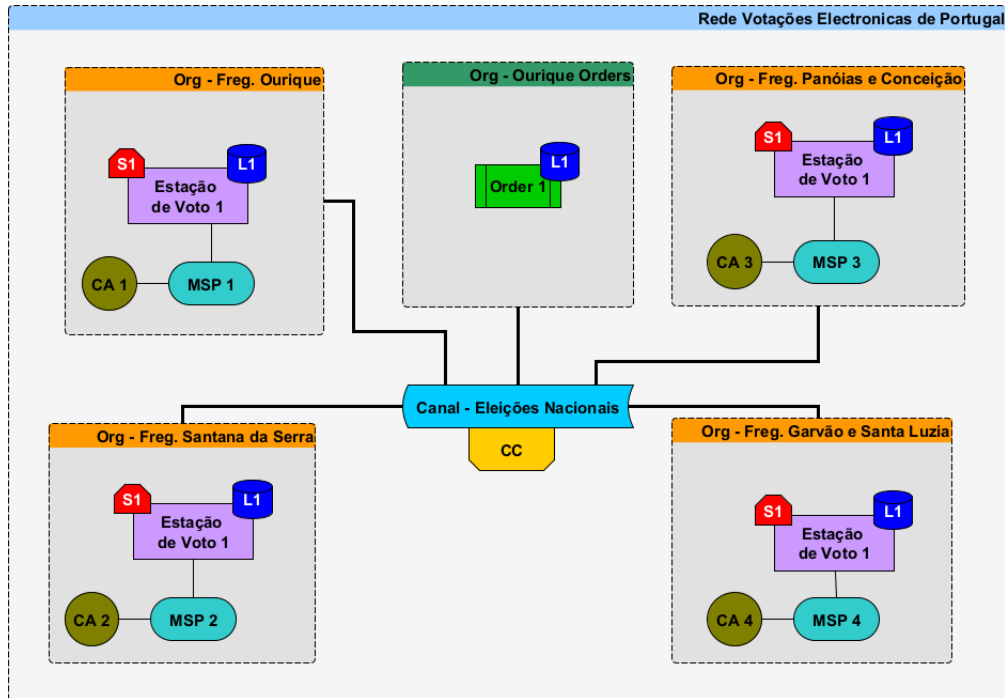 Rede Votações Electronicas de Portugal
Org - Freg. Ourique
S1
L1
Estação
de Voto 1
CA 1
MSP 1
Org - Ourique Orders
L1
Order 1
Org - Freg. Panóias e Conceição
S1
L1
Estação
de Voto 1
CA 3
MSP 3
Canal - Eleições Nacionais
CC
Org - Freg. Santana da Serra
S1
L1
Estação
de Voto 1
CA 2
MSP 2
Org - Freg. Garvão e Santa Luzia
S1
L1
Estação
de Voto 1
CA 4
MSP 4